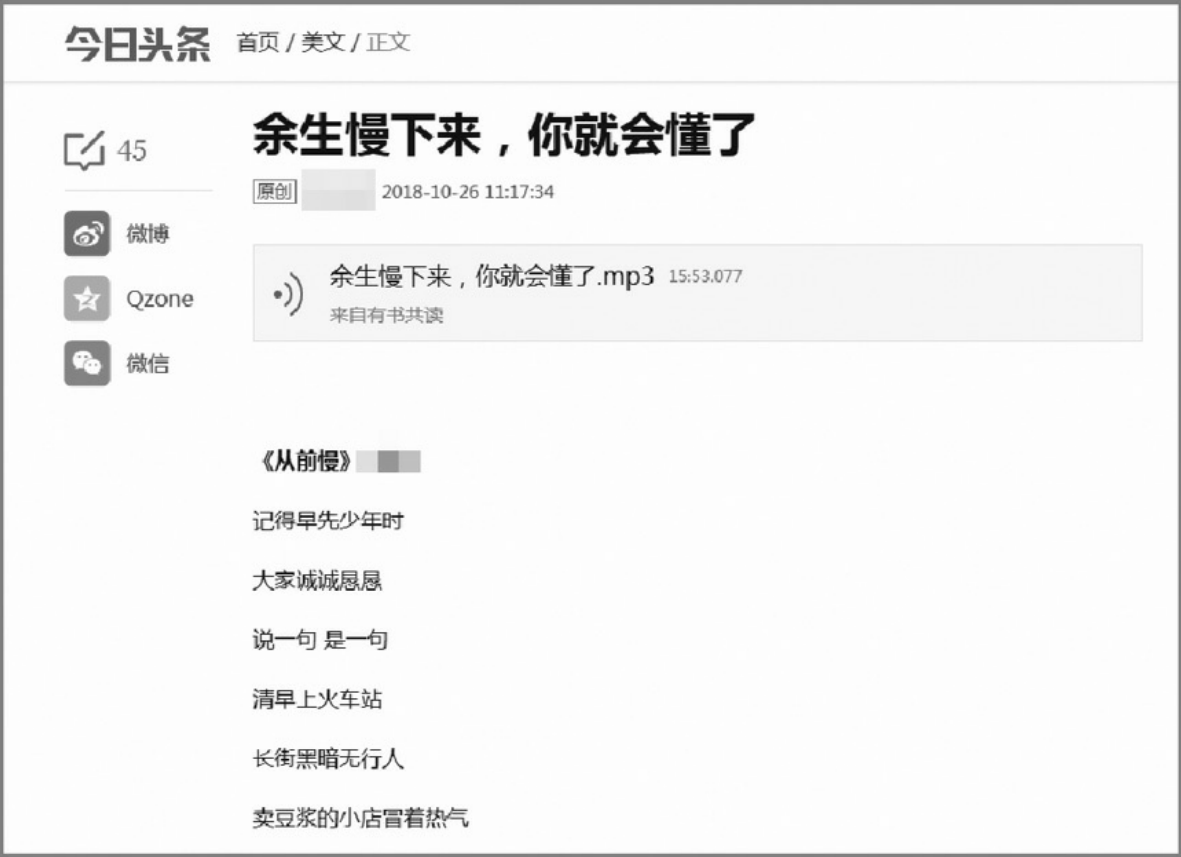 今日头条 首页 / 美文 / 正文
余生慢下来，你就会懂了
原创 2018-10-26 11:17:34
45
微博
Qzone
微信
余生慢下来，你就会懂了.mp3 15:53.077
来自有书共读
《从前慢》
记得早先少年时
大家诚诚恳恳
说一句 是一句
清早上火车站
长街黑暗无行人
卖豆浆的小店冒着热气